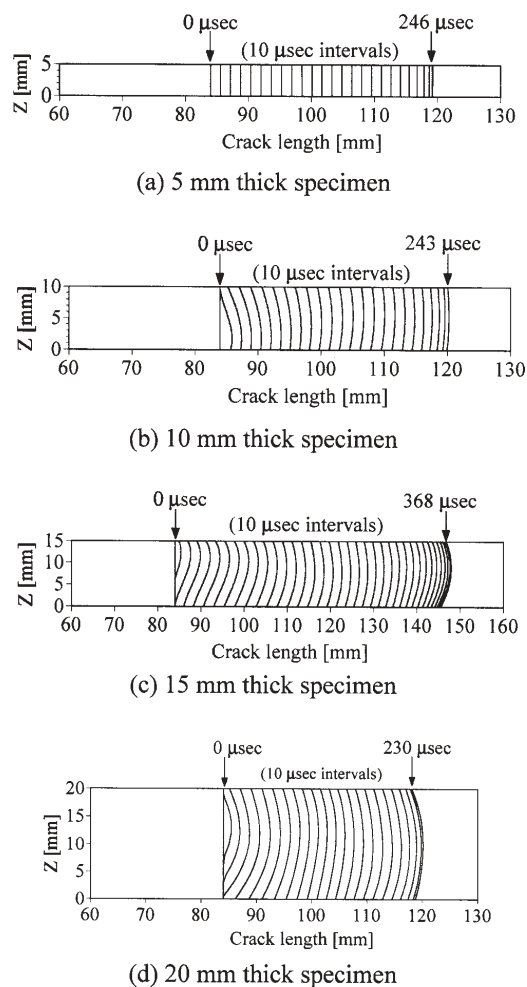 0 μsec 246 μsec
(10 μsec intervals)
5
0
Z [mm]
60 70 80 90 100 110 120 130
Crack length [mm]
(a) 5 mm thick specimen
0 μsec 243 μsec
(10 μsec intervals)
10
5
0
Z [mm]
60 70 80 90 100 110 120 130
Crack length [mm]
(b) 10 mm thick specimen
0 μsec 368 μsec
(10 μsec intervals)
15
10
5
0
Z [mm]
60 70 80 90 100 110 120 130 140 150 160
Crack length [mm]
(c) 15 mm thick specimen
0 μsec 230 μsec
(10 μsec intervals)
20
15
10
5
0
Z [mm]
60 70 80 90 100 110 120 130
Crack length [mm]
(d) 20 mm thick specimen